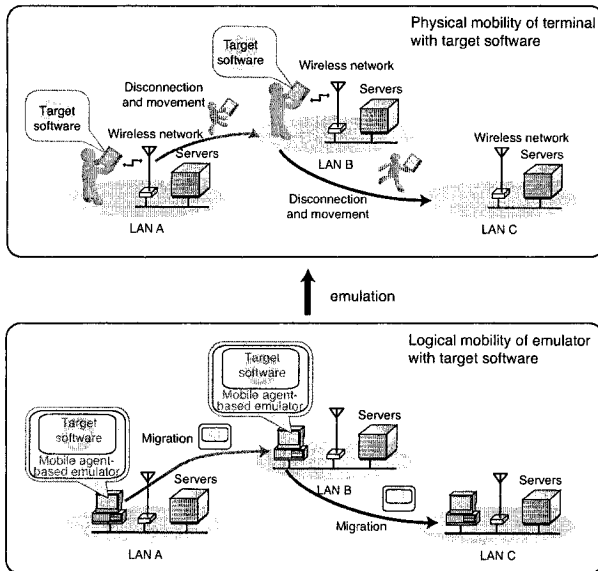 Physical mobility of terminal
with target software
Target
software
Wireless network
Disconnection
and movement
Servers
Target
software
Wireless network
Servers
LAN B
Wireless network
Servers
Disconnection
and movement
LAN A
LAN C
emulation
Logical mobility of emulator
with target software
Target
software
Mobile agent-
based emulator
Servers
Target
software
Mobile agent-
based emulator
Migration
LAN B
Servers
Servers
Migration
LAN A
LAN C